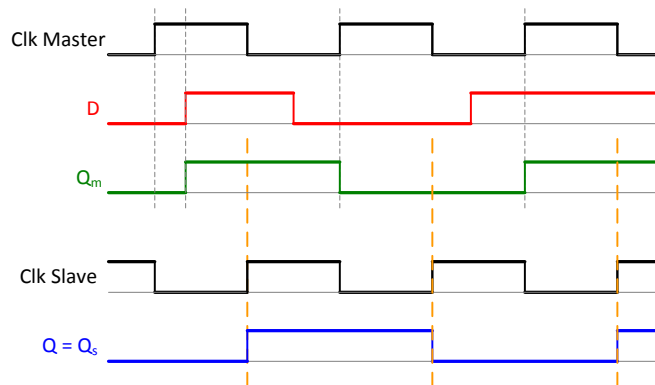 Clk Master
D
Qm
Clk Slave
Q = Qs